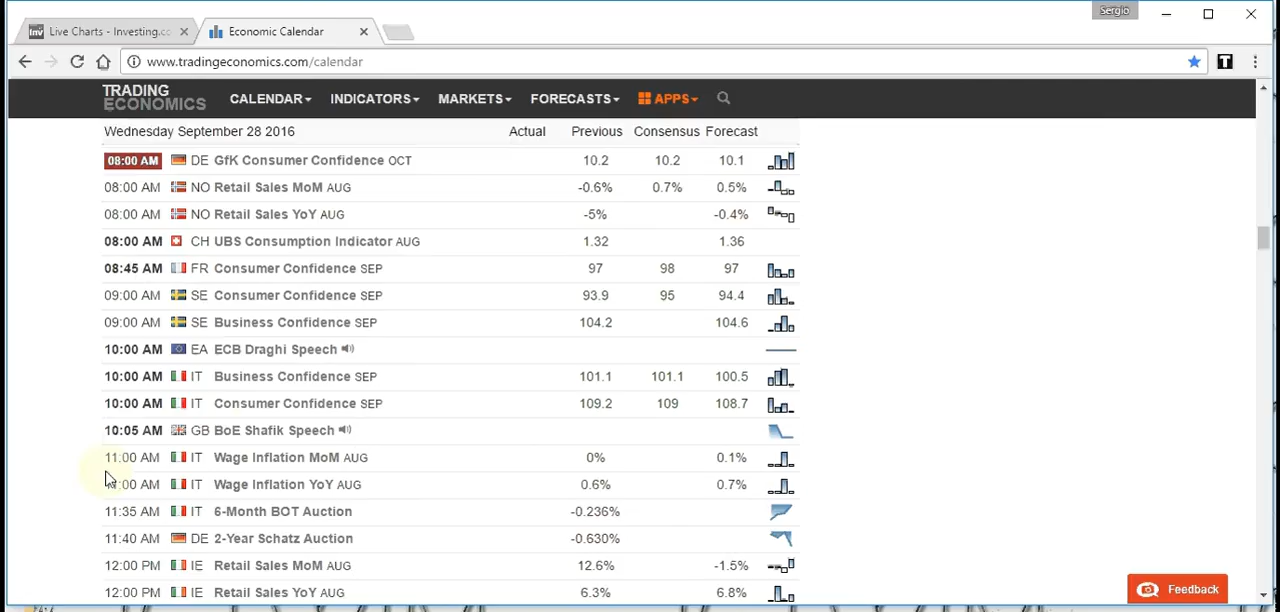 Sergio
Inv Live Charts - Investing.co Economic Calendar
www.tradingeconomics.com/calendar T
TRADING ECONOMICS CALENDAR INDICATORS MARKETS FORECASTS APPS
Wednesday September 28 2016 Actual Previous Consensus Forecast
08:00 AM DE GfK Consumer Confidence OCT 10.2 10.2 10.1
08:00 AM NO Retail Sales MoM AUG -0.6% 0.7% 0.5%
08:00 AM NO Retail Sales YoY AUG -5% -0.4%
08:00 AM CH UBS Consumption Indicator AUG 1.32 1.36
08:45 AM FR Consumer Confidence SEP 97 98 97
09:00 AM SE Consumer Confidence SEP 93.9 95 94.4
09:00 AM SE Business Confidence SEP 104.2 104.6
10:00 AM EA ECB Draghi Speech
10:00 AM IT Business Confidence SEP 101.1 101.1 100.5
10:00 AM IT Consumer Confidence SEP 109.2 109 108.7
10:05 AM GB BoE Shafik Speech
11:00 AM IT Wage Inflation MoM AUG 0% 0.1%
:00 AM IT Wage Inflation YoY AUG 0.6% 0.7%
11:35 AM IT 6-Month BOT Auction -0.236%
11:40 AM DE 2-Year Schatz Auction -0.630%
12:00 PM IE Retail Sales MoM AUG 12.6% -1.5%
12:00 PM IE Retail Sales YoY AUG 6.3% 6.8%
Feedback